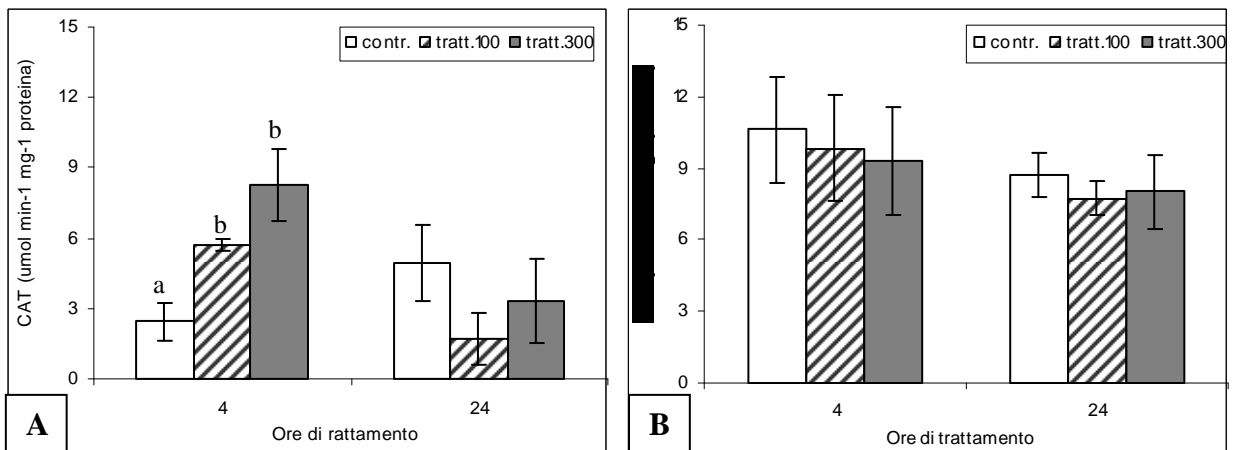 15
12
9
6
3
0
CAT (umol min-1 mg-1 proteina)
contr. tratt.100 tratt.300
a
b
b
4
24
Ore di rattamento
A
15
12
9
6
3
0
contr. tratt.100 tratt.300
4
24
Ore di trattamento
B